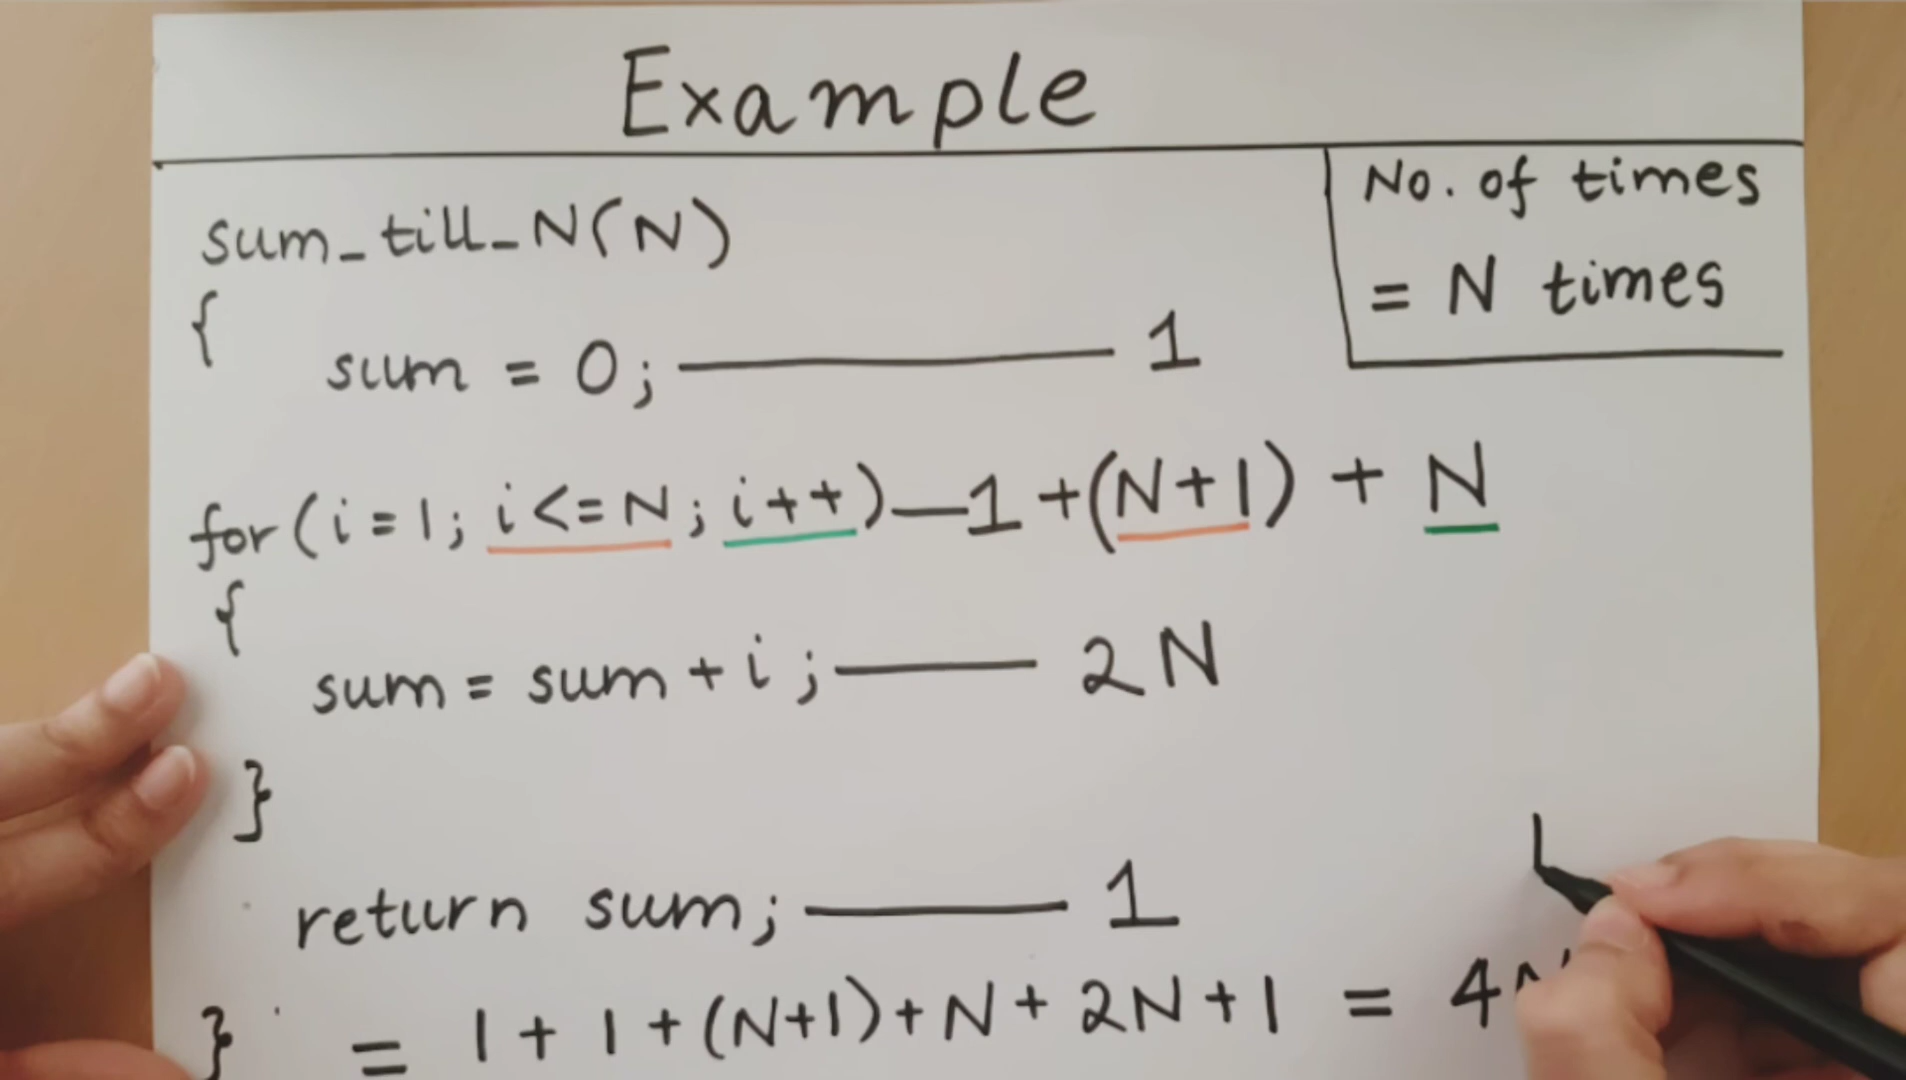 Example
No. of times
= N times
sum_till_N(N)
{
sum = 0; 1
for(i=1; i<=N; i++)—1+(N+1) + N
{
sum = sum + i; 2N
}
return sum; 1
} = 1 + 1 + (N+1) + N + 2N + 1 = 4N